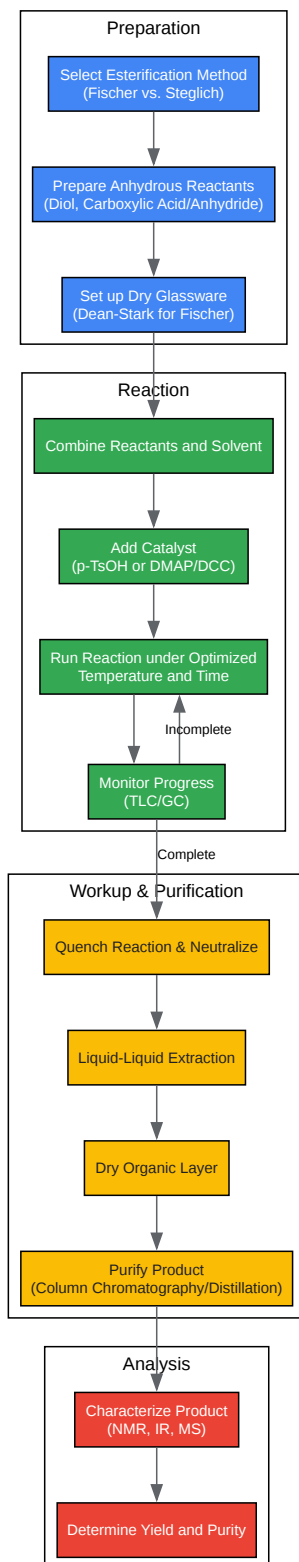 Preparation
Select Esterification Method
(Fischer vs. Steglich)
Prepare Anhydrous Reactants
(Diol, Carboxylic Acid/Anhydride)
Set up Dry Glassware
(Dean-Stark for Fischer)
Reaction
Combine Reactants and Solvent
Add Catalyst
(p-TsOH or DMAP/DCC)
Run Reaction under Optimized
Temperature and Time
Incomplete
Monitor Progress
(TLC/GC)
Complete
Workup & Purification
Quench Reaction & Neutralize
Liquid-Liquid Extraction
Dry Organic Layer
Purify Product
(Column Chromatography/Distillation)
Analysis
Characterize Product
(NMR, IR, MS)
Determine Yield and Purity